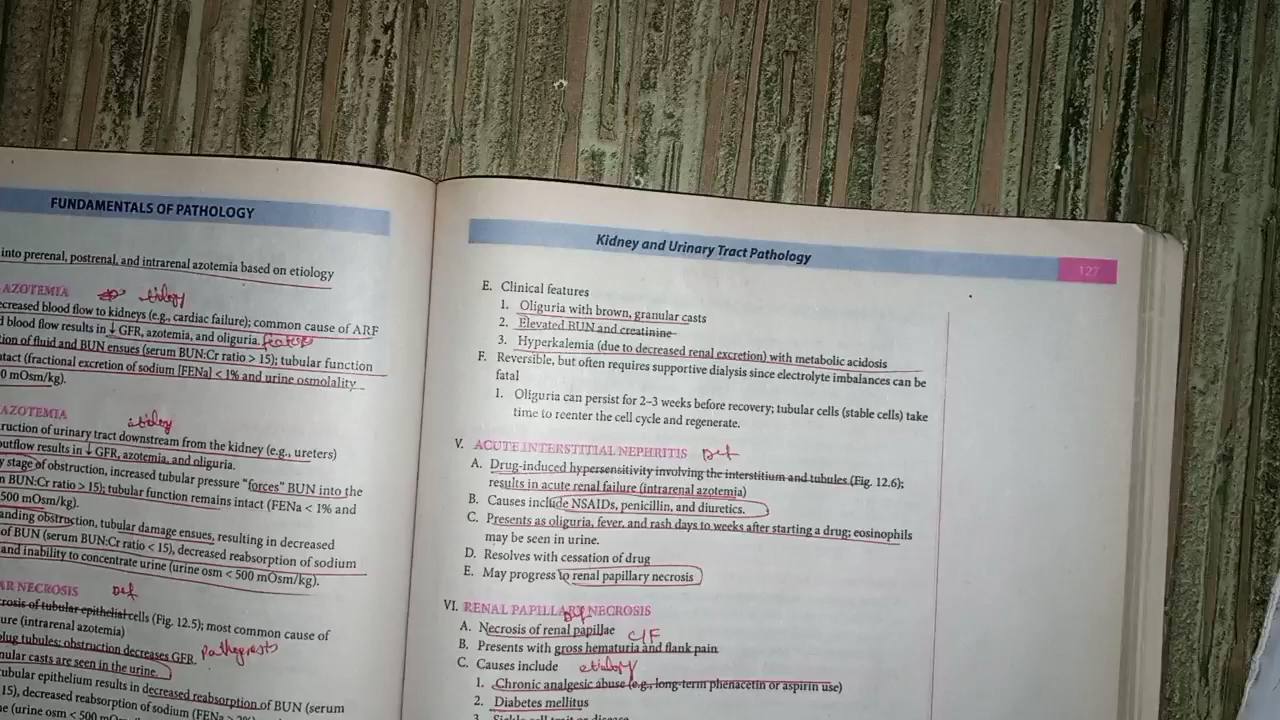 FUNDAMENTALS OF PATHOLOGY
into prerenal, postrenal, and intrarenal azotemia based on etiology
AZOTEMIA etiology
ecreased blood flow to kidneys (e.g., cardiac failure); common cause of ARF
d blood flow results in ↓ GFR, azotemia, and oliguria.
tion of fluid and BUN ensues (serum BUN:Cr ratio > 15); tubular function
ntact (fractional excretion of sodium [FENa] < 1% and urine osmolality
0 mOsm/kg).
AZOTEMIA
etiology
ruction of urinary tract downstream from the kidney (e.g., ureters)
outflow results in ↓ GFR, azotemia, and oliguria.
y stage of obstruction, increased tubular pressure "forces" BUN into the
m BUN:Cr ratio > 15); tubular function remains intact (FENa < 1% and
500 mOsm/kg).
anding obstruction, tubular damage ensues, resulting in decreased
of BUN (serum BUN:Cr ratio < 15), decreased reabsorption of sodium
and inability to concentrate urine (urine osm < 500 mOsm/kg).
AR NECROSIS Def
rosis of tubular epithelial cells (Fig. 12.5); most common cause of
ure (intrarenal azotemia)
plug tubules; obstruction decreases GFR.
nular casts are seen in the urine.
ubular epithelium results in decreased reabsorption of BUN (serum
15), decreased reabsorption of sodium (FENa > 2%)
ne (urine osm < 500 mOsm
Kidney and Urinary Tract Pathology
127
E. Clinical features
1. Oliguria with brown, granular casts
2. Elevated BUN and creatinine
3. Hyperkalemia (due to decreased renal excretion) with metabolic acidosis
F. Reversible, but often requires supportive dialysis since electrolyte imbalances can be
fatal
1. Oliguria can persist for 2–3 weeks before recovery; tubular cells (stable cells) take
time to reenter the cell cycle and regenerate.
V. ACUTE INTERSTITIAL NEPHRITIS Def
A. Drug-induced hypersensitivity involving the interstitium and tubules (Fig. 12.6);
results in acute renal failure (intrarenal azotemia)
B. Causes include NSAIDs, penicillin, and diuretics.
C. Presents as oliguria, fever, and rash days to weeks after starting a drug; eosinophils
may be seen in urine.
D. Resolves with cessation of drug
E. May progress to renal papillary necrosis
VI. RENAL PAPILLARY NECROSIS
Def
A. Necrosis of renal papillae
C/F
B. Presents with gross hematuria and flank pain
C. Causes include etiology
1. Chronic analgesic abuse (e.g., long-term phenacetin or aspirin use)
2. Diabetes mellitus
3. Sickle cell trait or disease